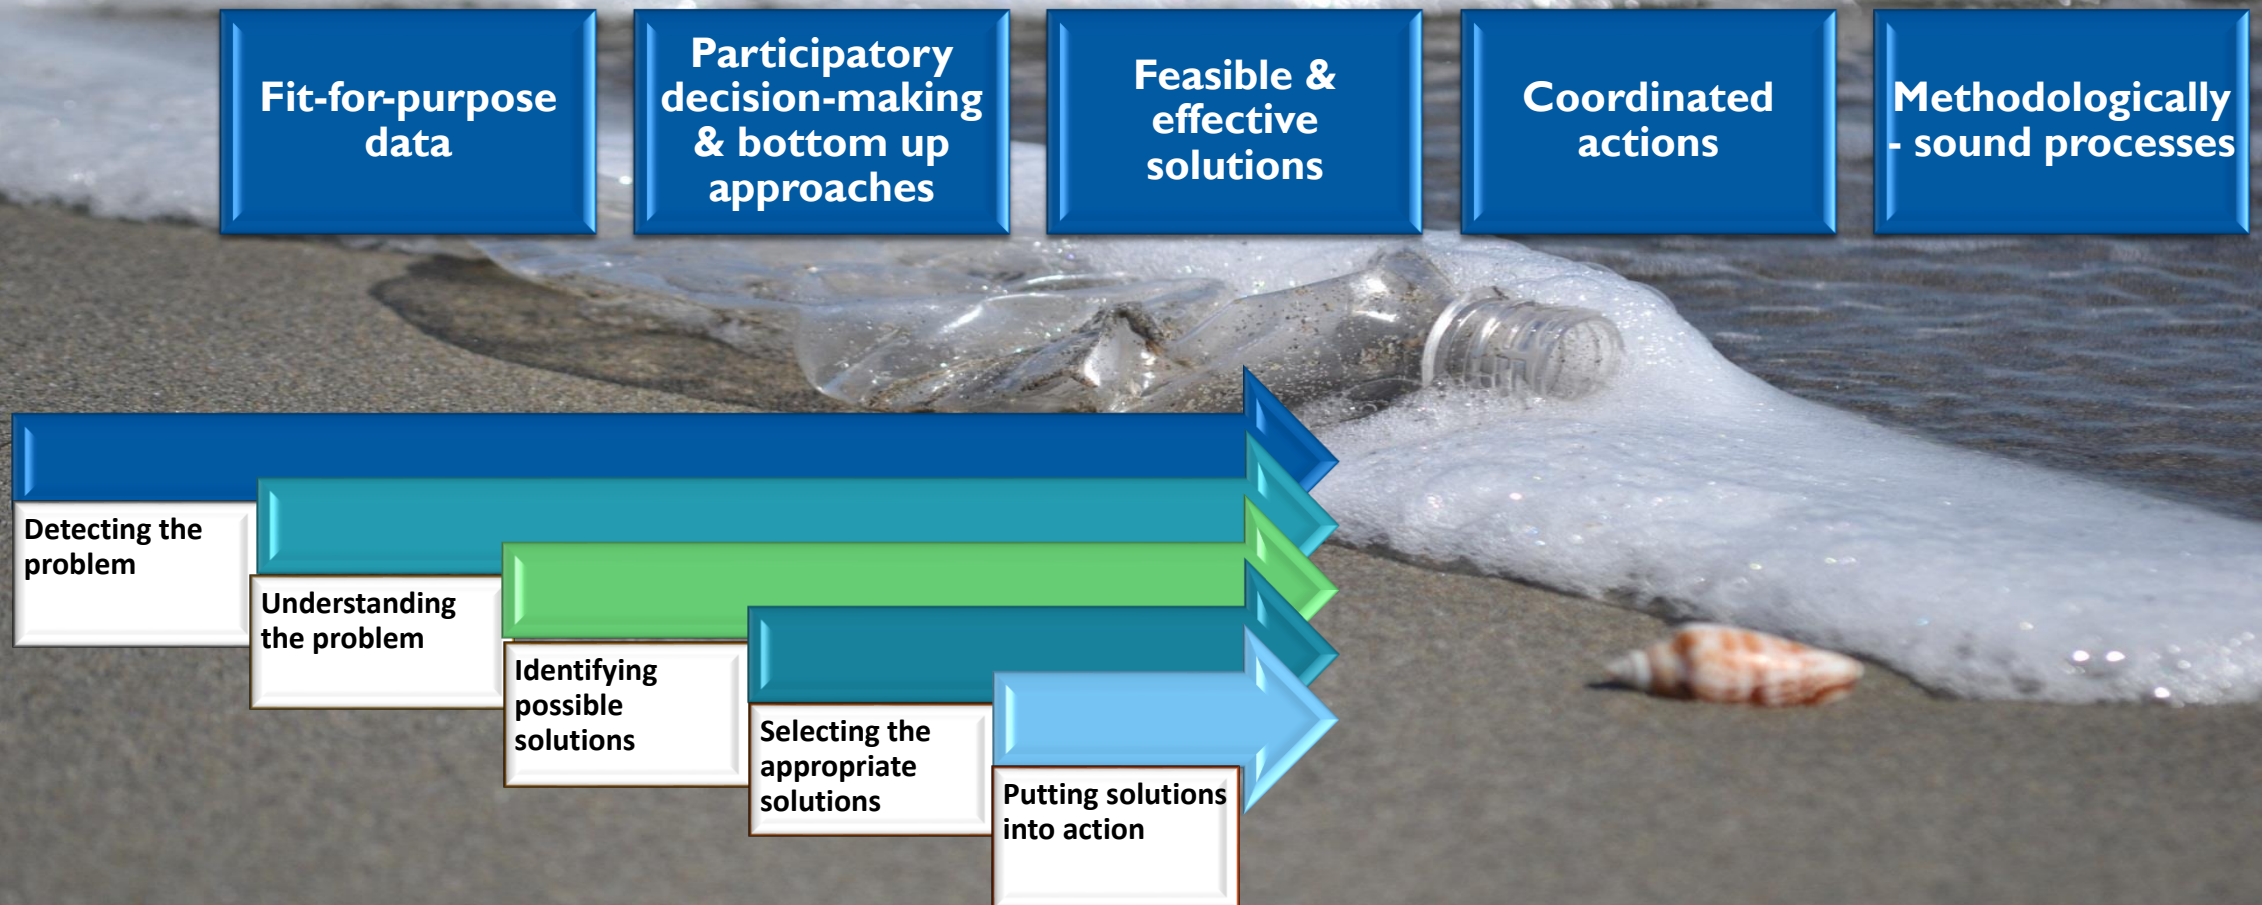 Fit-for-purpose
data
Participatory
decision-making
& bottom up
approaches
Feasible &
effective
solutions
Coordinated
actions
Methodologically
- sound processes
Detecting the
problem
Understanding
the problem
Identifying
possible
solutions
Selecting the
appropriate
solutions
Putting solutions
into action